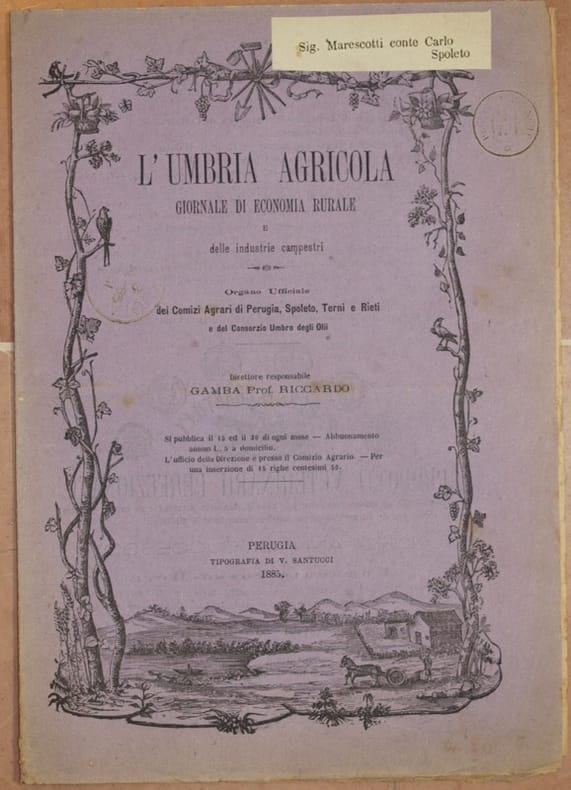 Sig. Marescotti conte Carlo
Spoleto
L' UMBRIA AGRICOLA
GIORNALE DI ECONOMIA RURALE
E
delle industrie campestri
Organo Ufficiale
dei Comizi Agrari di Perugia, Spoleto, Terni e Rieti
e del Consorzio Umbro degli Olii
Direttore responsabile
GAMBA Prof. RICCARDO
Si pubblica il 15 ed il 30 di ogni mese — Abbuonamento
annuo L. 5 a domicilio.
L'ufficio della Direzione è presso il Comizio Agrario. — Per
una inserzione di 15 righe centesimi 50.
PERUGIA
TIPOGRAFIA DI V. SANTUCCI
1885.